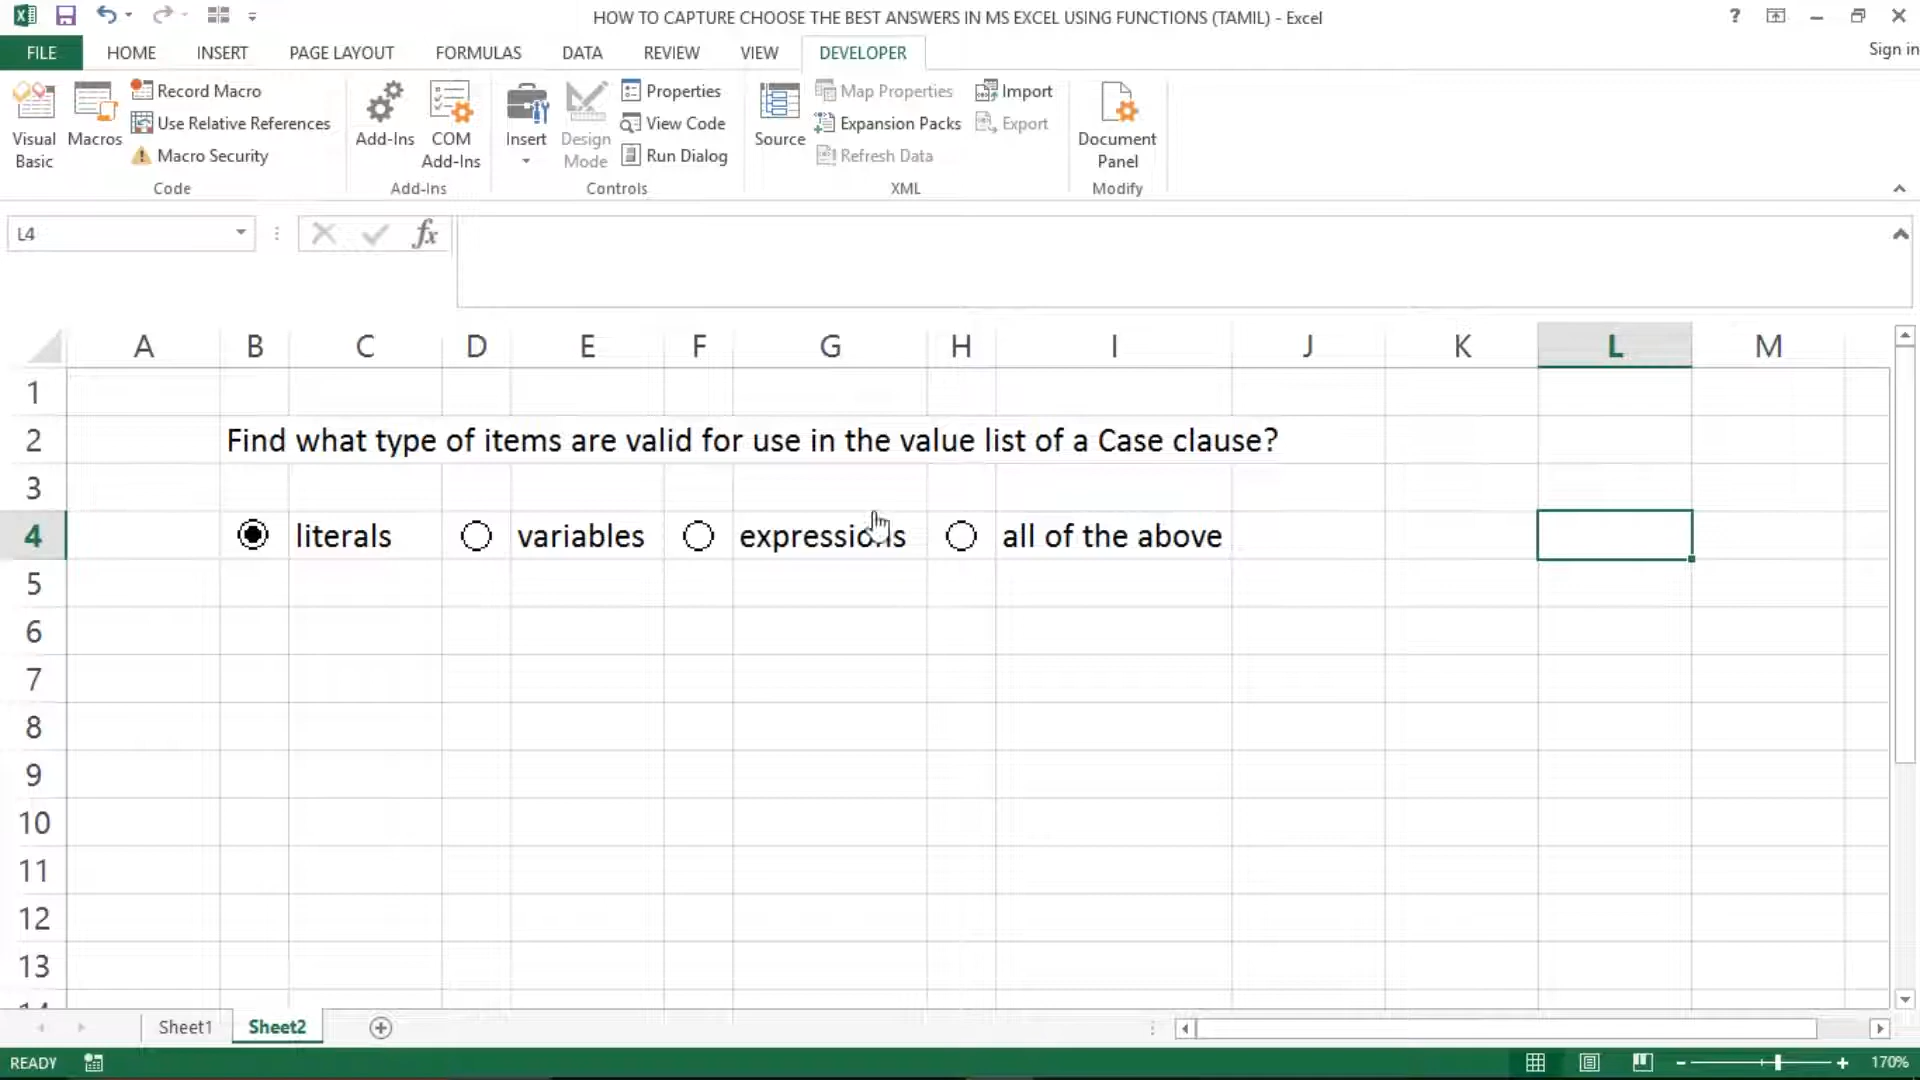 HOW TO CAPTURE CHOOSE THE BEST ANSWERS IN MS EXCEL USING FUNCTIONS (TAMIL) - Excel
?
FILE HOME INSERT PAGE LAYOUT FORMULAS DATA REVIEW VIEW DEVELOPER Sign in
Visual Basic
Macros
Record Macro
Use Relative References
Macro Security
Code
Add-Ins
COM Add-Ins
Add-Ins
Insert
Design Mode
Properties
View Code
Run Dialog
Controls
Source
Map Properties
Expansion Packs
Refresh Data
Import
Export
XML
Document Panel
Modify
L4
fx
A B C D E F G H I J K L M
1
2 Find what type of items are valid for use in the value list of a Case clause?
3
4 literals variables expressions all of the above
5
6
7
8
9
10
11
12
13
14
Sheet1 Sheet2
READY 170%